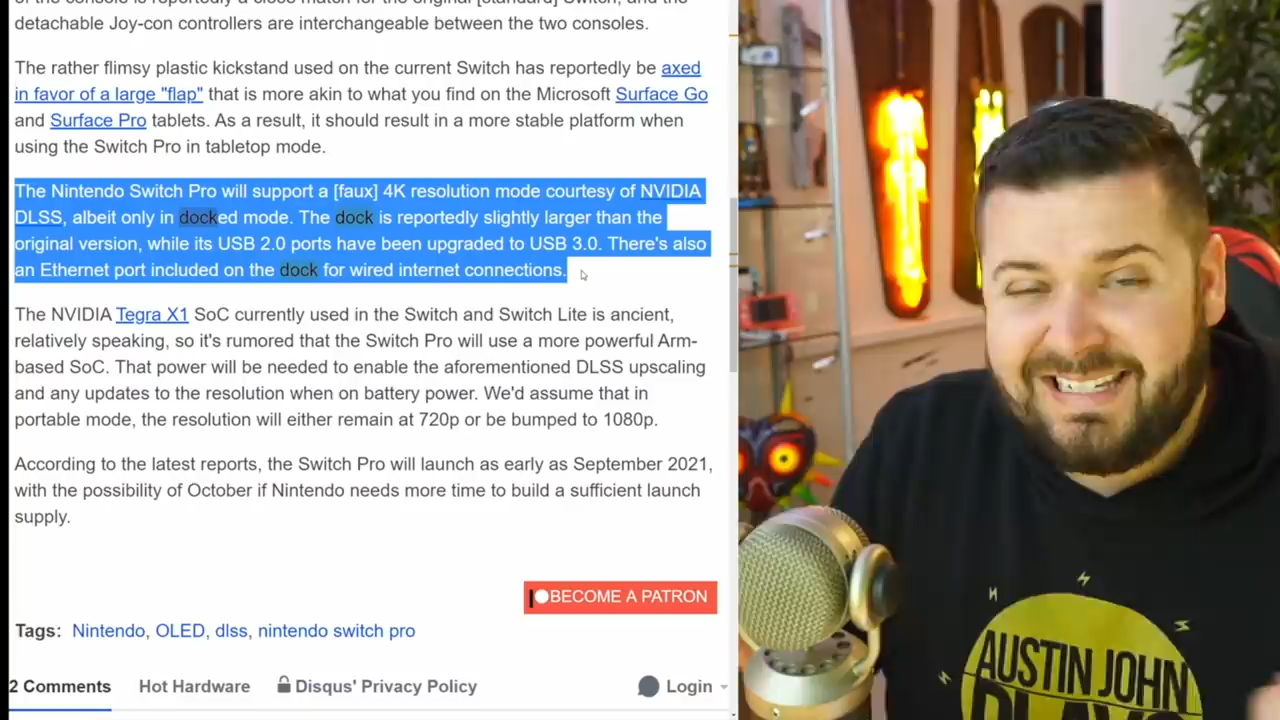 of the console is reportedly a close match for the original [standard] Switch, and the
detachable Joy-con controllers are interchangeable between the two consoles.
The rather flimsy plastic kickstand used on the current Switch has reportedly be axed
in favor of a large "flap" that is more akin to what you find on the Microsoft Surface Go
and Surface Pro tablets. As a result, it should result in a more stable platform when
using the Switch Pro in tabletop mode.
The Nintendo Switch Pro will support a [faux] 4K resolution mode courtesy of NVIDIA
DLSS, albeit only in docked mode. The dock is reportedly slightly larger than the
original version, while its USB 2.0 ports have been upgraded to USB 3.0. There's also
an Ethernet port included on the dock for wired internet connections.
The NVIDIA Tegra X1 SoC currently used in the Switch and Switch Lite is ancient,
relatively speaking, so it's rumored that the Switch Pro will use a more powerful Arm-
based SoC. That power will be needed to enable the aforementioned DLSS upscaling
and any updates to the resolution when on battery power. We'd assume that in
portable mode, the resolution will either remain at 720p or be bumped to 1080p.
According to the latest reports, the Switch Pro will launch as early as September 2021,
with the possibility of October if Nintendo needs more time to build a sufficient launch
supply.
BECOME A PATRON
Tags: Nintendo, OLED, dlss, nintendo switch pro
2 Comments Hot Hardware Disqus' Privacy Policy Login
AUSTIN JOHN
PLAYS